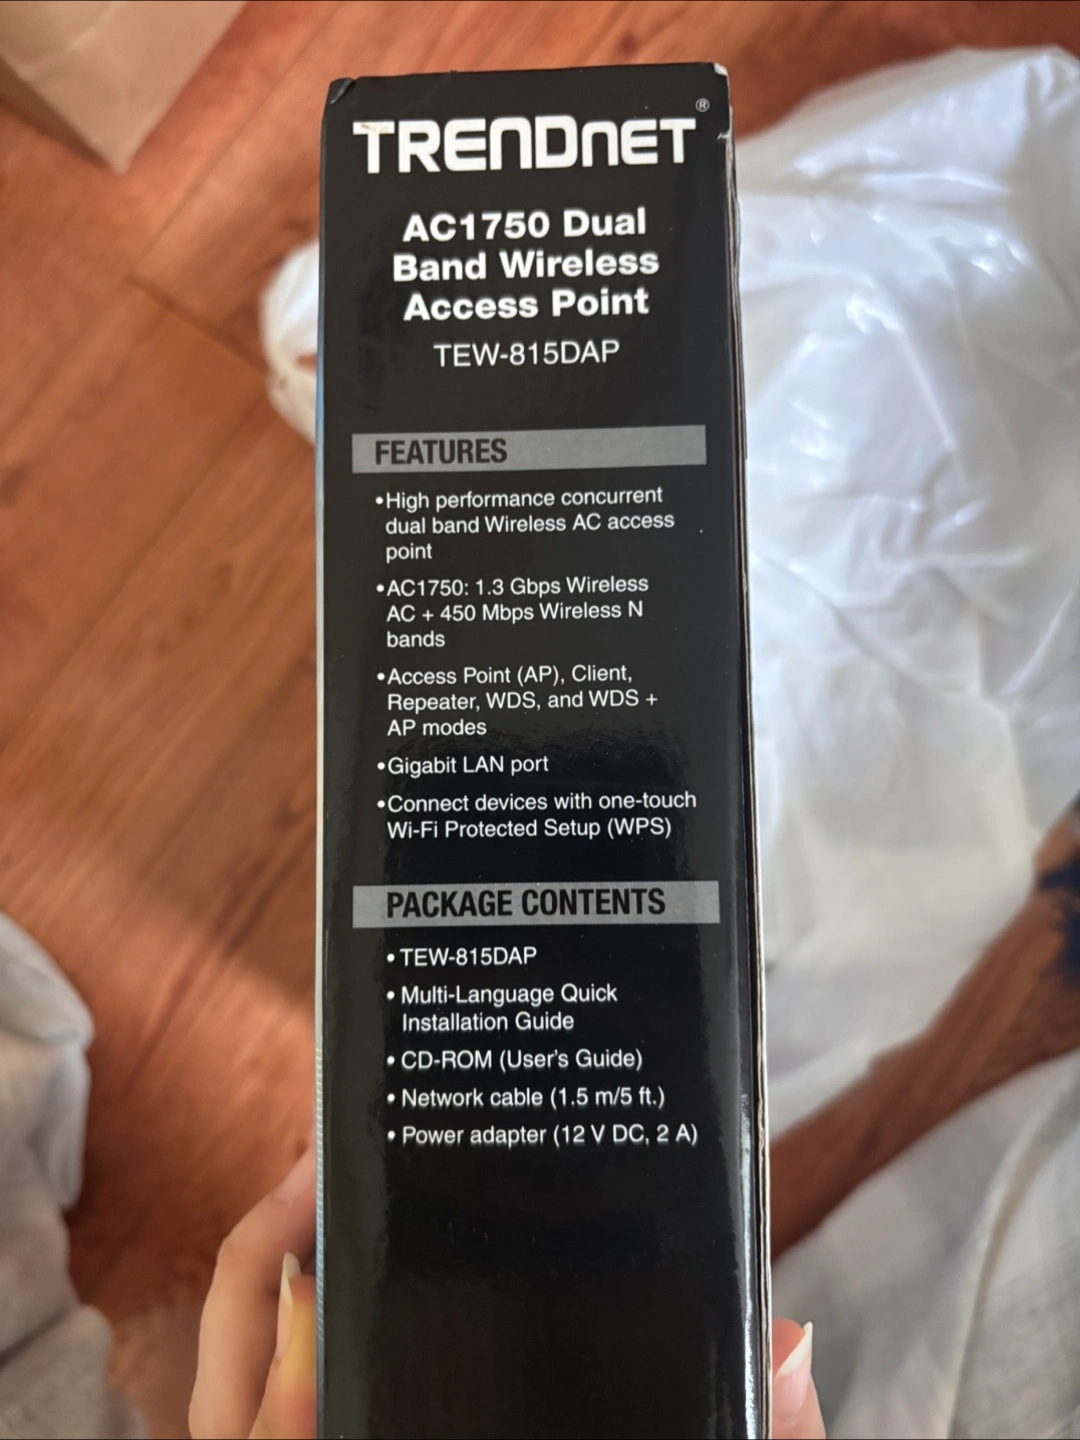 TRENDNET®
AC1750 Dual
Band Wireless
Access Point
TEW-815DAP
FEATURES
•High performance concurrent
dual band Wireless AC access
point
•AC1750: 1.3 Gbps Wireless
AC + 450 Mbps Wireless N
bands
•Access Point (AP), Client,
Repeater, WDS, and WDS +
AP modes
•Gigabit LAN port
•Connect devices with one-touch
Wi-Fi Protected Setup (WPS)
PACKAGE CONTENTS
• TEW-815DAP
• Multi-Language Quick
Installation Guide
• CD-ROM (User's Guide)
• Network cable (1.5 m/5 ft.)
• Power adapter (12 V DC, 2 A)